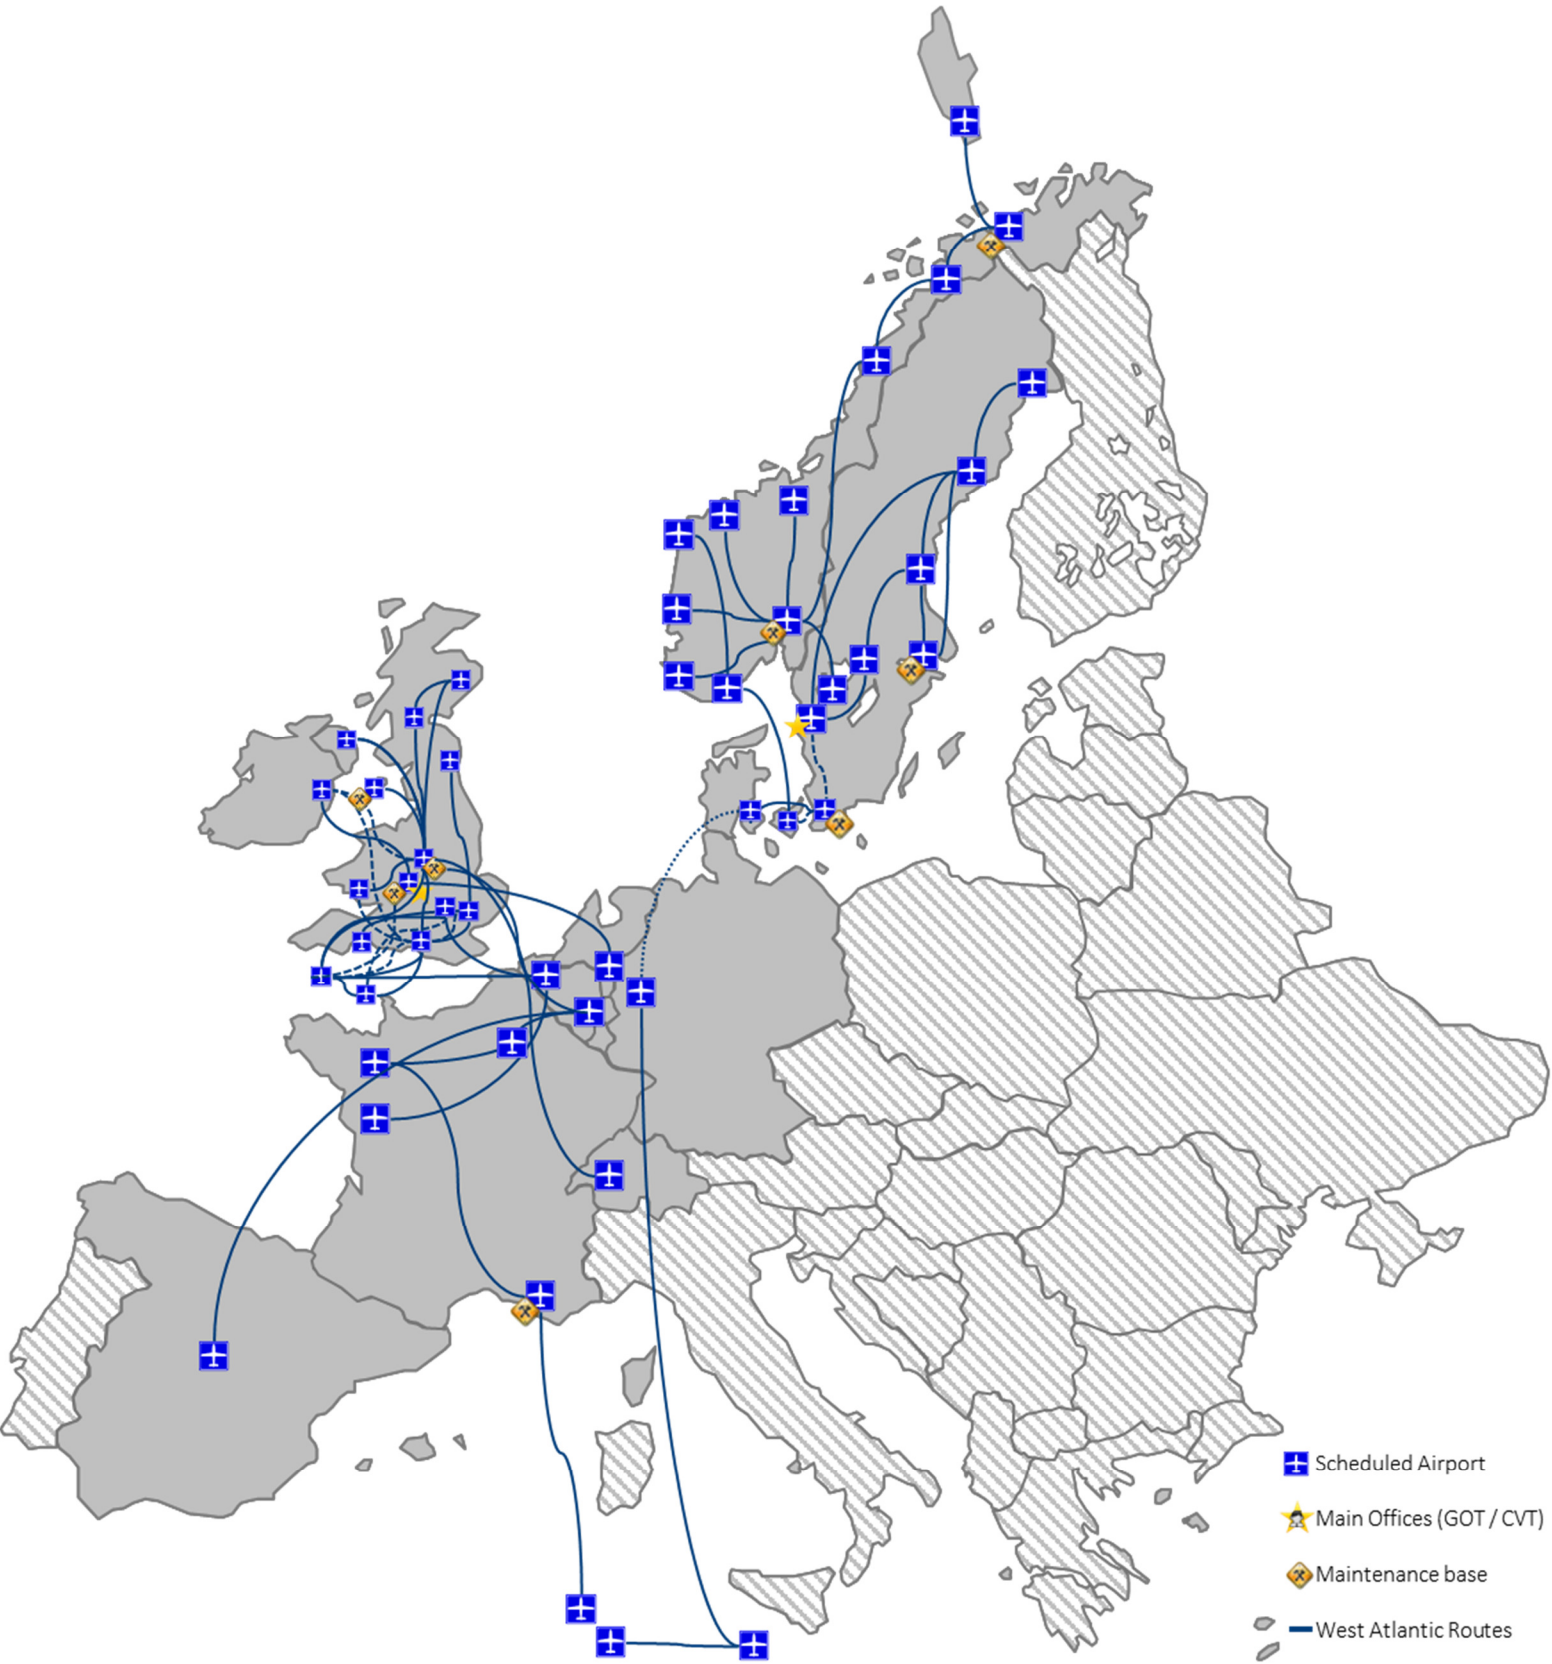 Scheduled Airport
Main Offices (GOT / CVT)
Maintenance base
West Atlantic Routes